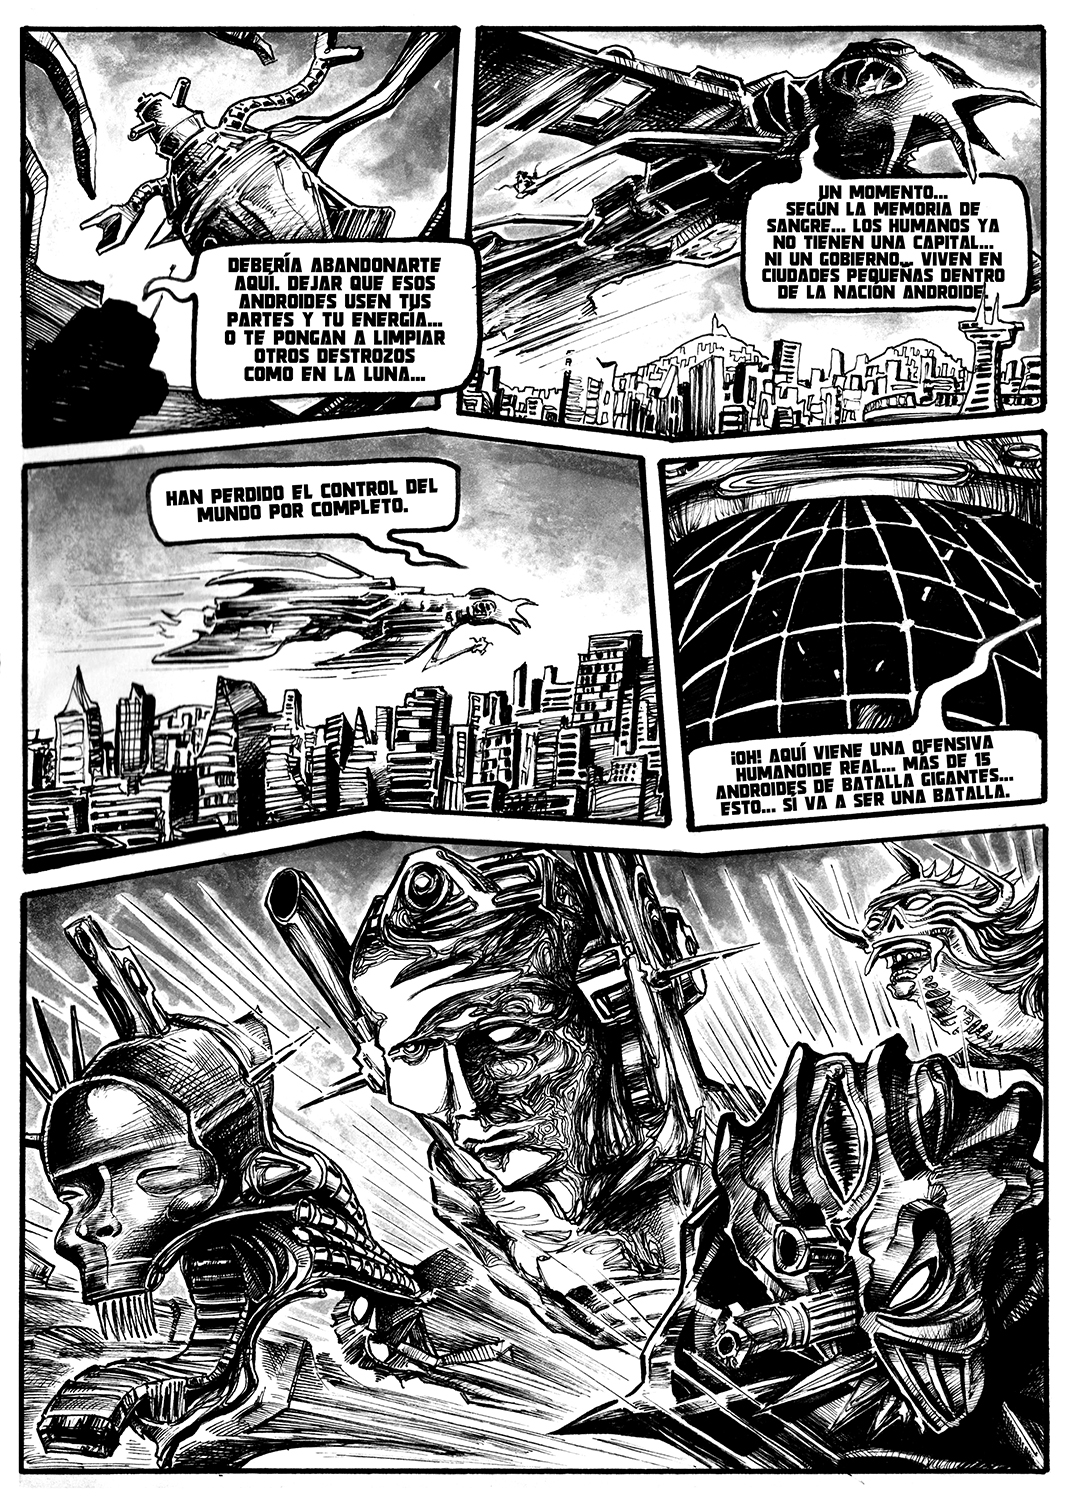 DEBERÍA ABANDONARTE
AQUÍ. DEJAR QUE ESOS
ANDROIDES USEN TUS
PARTES Y TU ENERGÍA...
O TE PONGAN A LIMPIAR
OTROS DESTROZOS
COMO EN LA LUNA...
UN MOMENTO...
SEGÚN LA MEMORIA DE
SANGRE... LOS HUMANOS YA
NO TIENEN UNA CAPITAL...
NI UN GOBIERNO... VIVEN EN
CIUDADES PEQUEÑAS DENTRO
DE LA NACIÓN ANDROIDE.
HAN PERDIDO EL CONTROL DEL
MUNDO POR COMPLETO.
¡OH! AQUÍ VIENE UNA OFENSIVA
HUMANOIDE REAL... MÁS DE 15
ANDROIDES DE BATALLA GIGANTES...
ESTO... SI VA A SER UNA BATALLA.